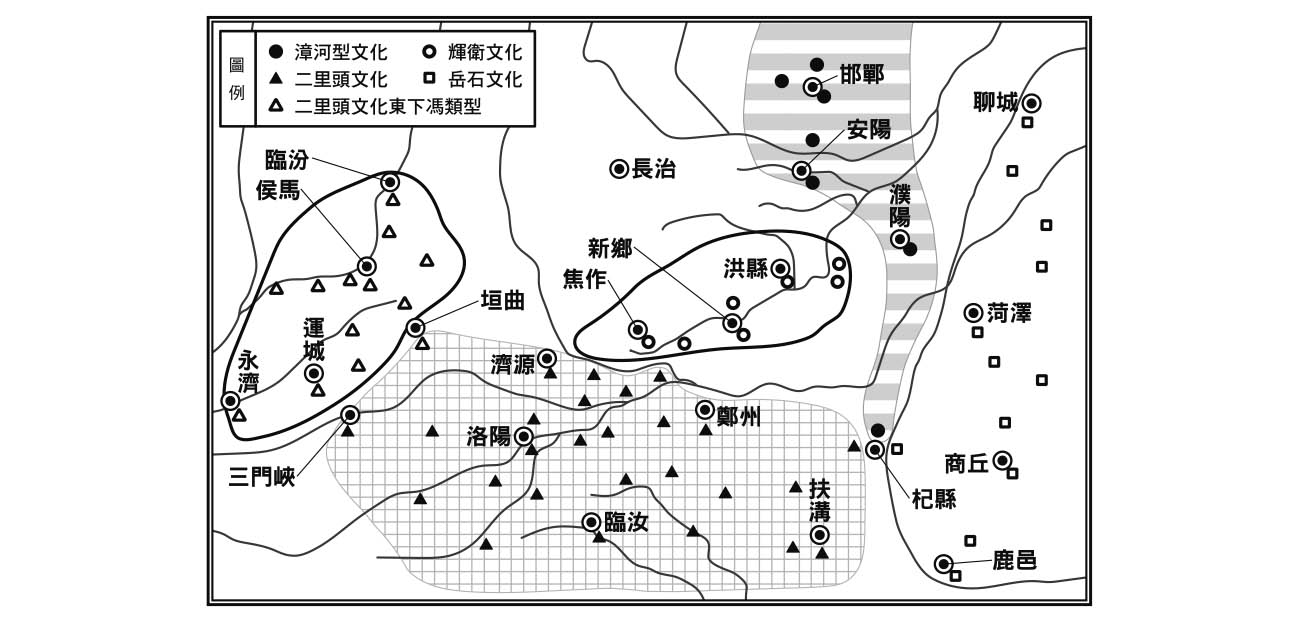 圖例
漳河型文化
輝衛文化
二里頭文化
岳石文化
二里頭文化東下馮類型
邯鄲
聊城
安陽
臨汾
長治
侯馬
濮陽
新鄉
洪縣
焦作
垣曲
菏澤
運城
永濟
濟源
鄭州
洛陽
商丘
三門峽
扶溝
杞縣
臨汝
鹿邑